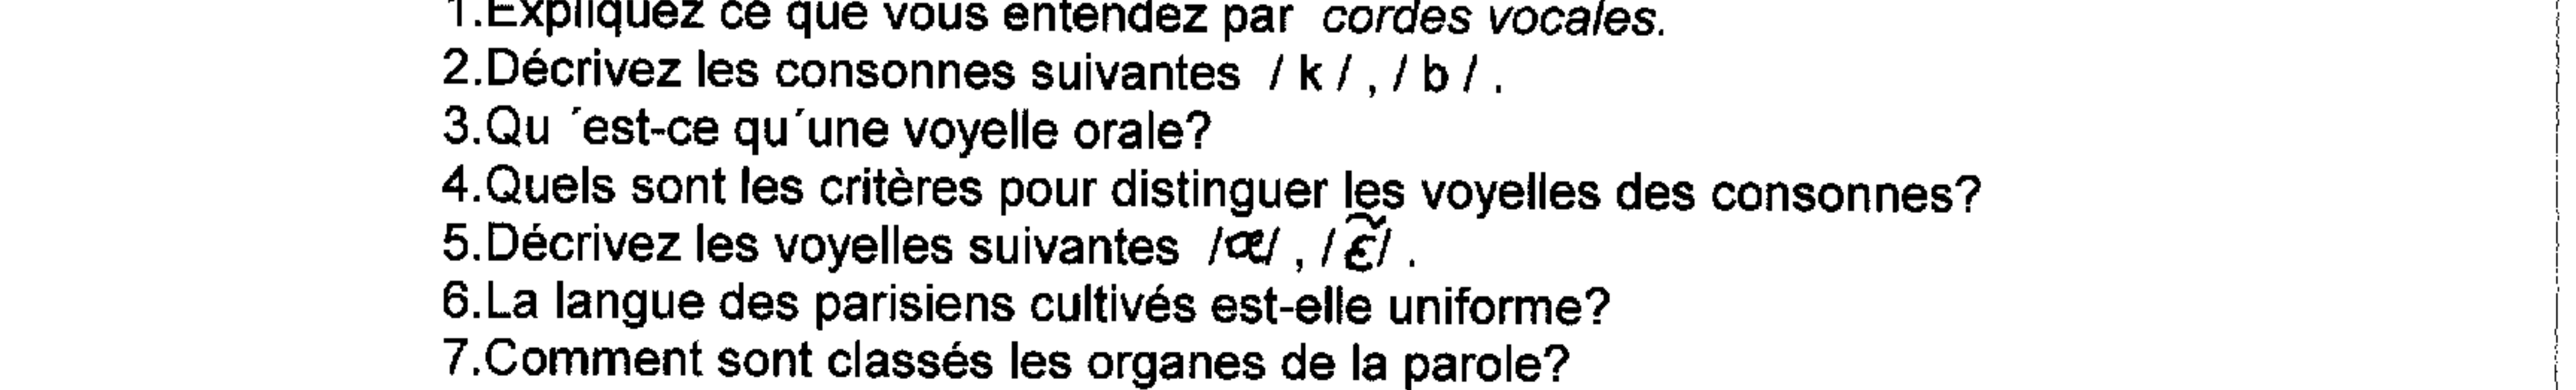 1.Expliquez ce que vous entendez par cordes vocales.
2.Décrivez les consonnes suivantes / k / , / b / .
3.Qu ´est-ce qu´une voyelle orale?
4.Quels sont les critères pour distinguer les voyelles des consonnes?
5.Décrivez les voyelles suivantes /œ/ , / ɛ̃/ .
6.La langue des parisiens cultivés est-elle uniforme?
7.Comment sont classés les organes de la parole?